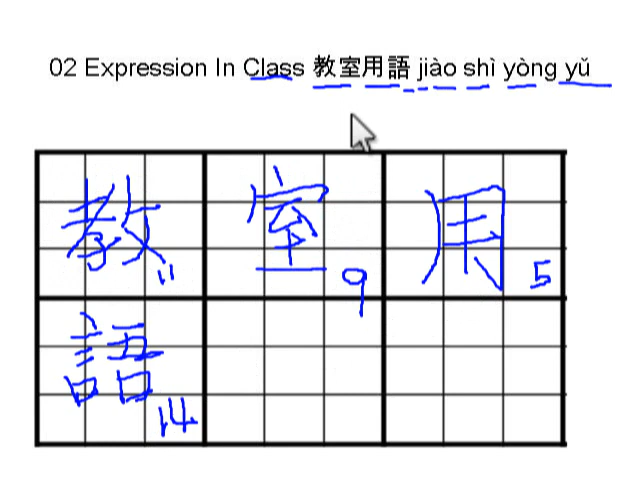 02 Expression In Class 教室用語 jiào shì yòng yǔ
教 11 室 9 用 5
語 14